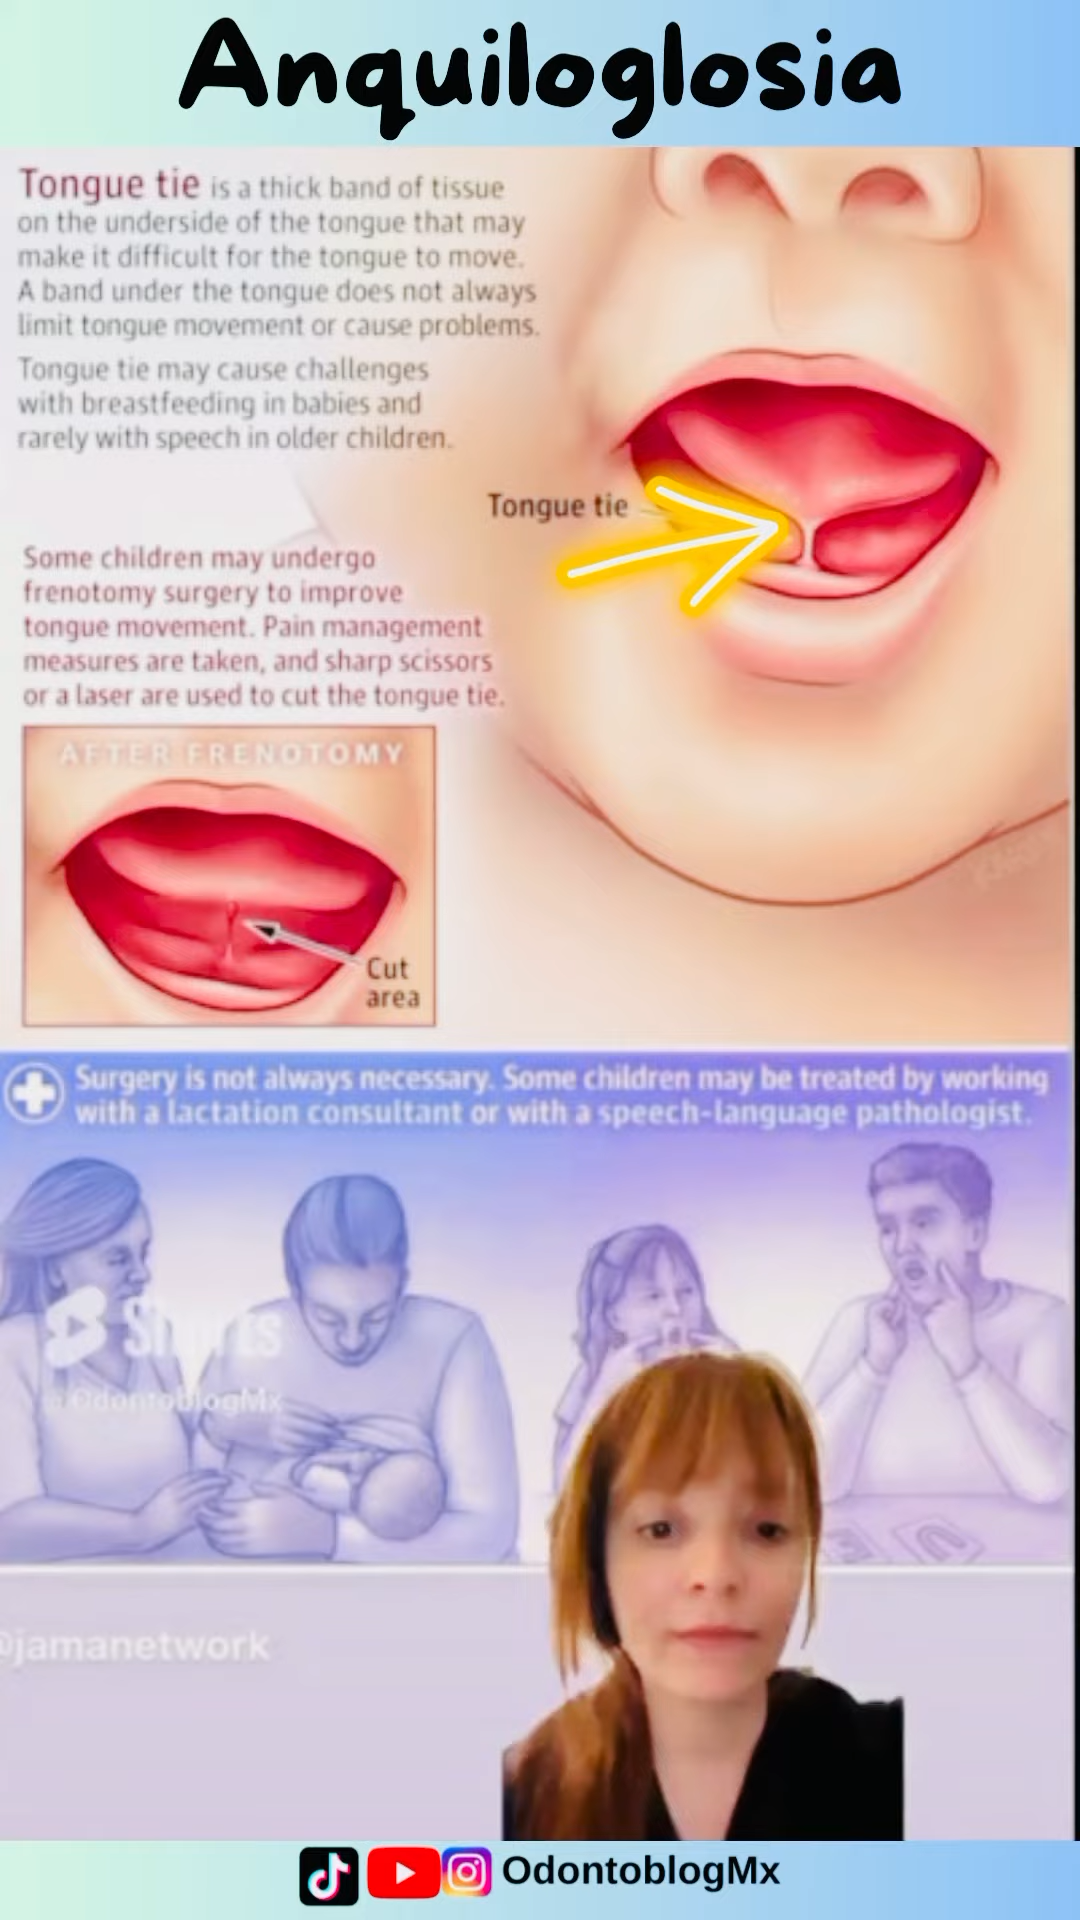 Anquiloglosia
Tongue tie is a thick band of tissue
on the underside of the tongue that may
make it difficult for the tongue to move.
A band under the tongue does not always
limit tongue movement or cause problems.
Tongue tie may cause challenges
with breastfeeding in babies and
rarely with speech in older children.
Tongue tie
Some children may undergo
frenotomy surgery to improve
tongue movement. Pain management
measures are taken, and sharp scissors
or a laser are used to cut the tongue tie.
AFTER FRENOTOMY
Cut
area
Surgery is not always necessary. Some children may be treated by working
with a lactation consultant or with a speech-language pathologist.
Shorts
@OdontoblogMx
@jamanetwork
OdontoblogMx